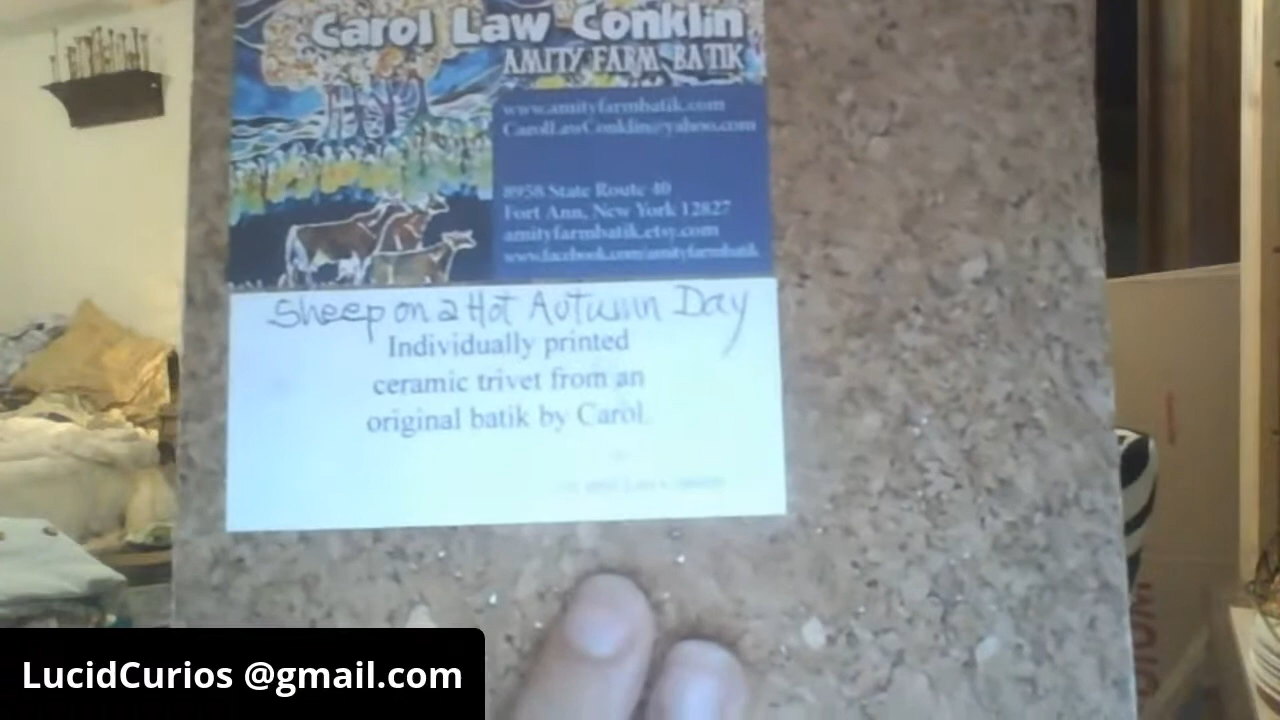 Carol Law Conklin
AMITY FARM BATIK
www.amityfarmbatik.com
CarolLawConklin@yahoo.com
8958 State Route 40
Fort Ann, New York 12827
amityfarmbatik.etsy.com
www.facebook.com/amityfarmbatik
Sheep on a Hot Autumn Day
Individually printed
ceramic trivet from an
original batik by Carol.
LucidCurios @gmail.com